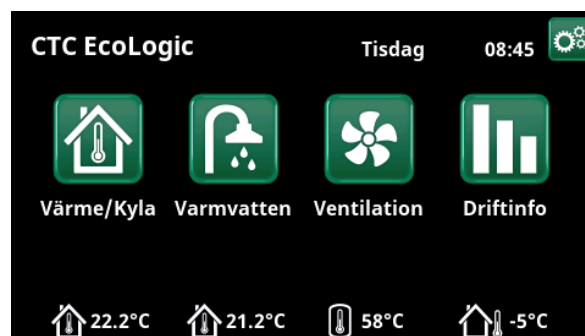 CTC EcoLogic Tisdag 08:45
Värme/Kyla Varmvatten Ventilation Driftinfo
22.2°C 21.2°C 58°C -5°C